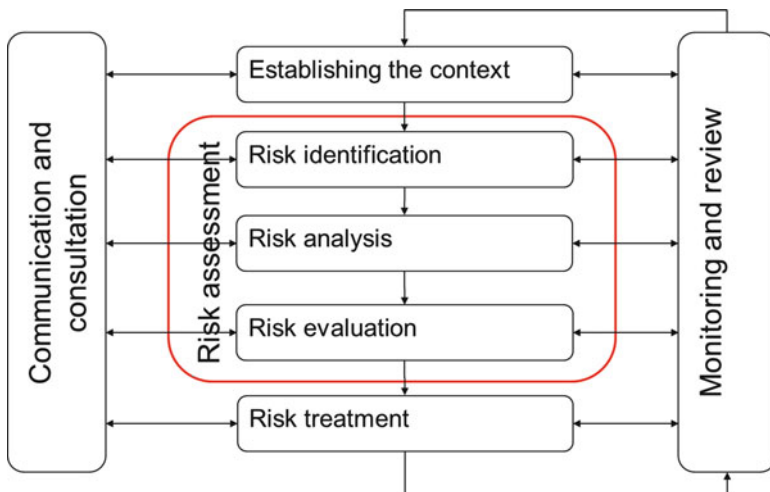 Communication and
consultation
Establishing the context
Risk assessment
Risk identification
Risk analysis
Risk evaluation
Risk treatment
Monitoring and review